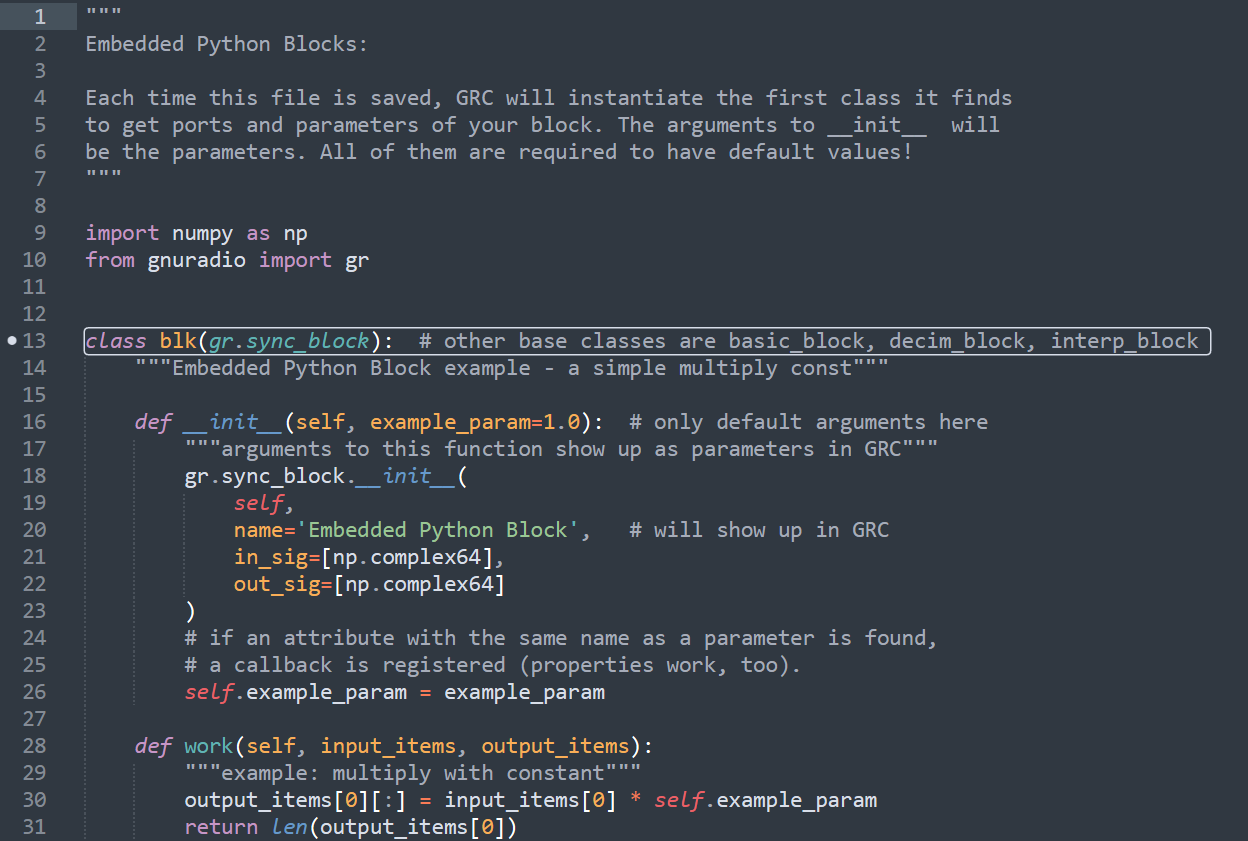 1 """
2 Embedded Python Blocks:
3
4 Each time this file is saved, GRC will instantiate the first class it finds
5 to get ports and parameters of your block. The arguments to __init__  will
6 be the parameters. All of them are required to have default values!
7 """
8
9 import numpy as np
10 from gnuradio import gr
11
12
13 class blk(gr.sync_block):  # other base classes are basic_block, decim_block, interp_block
14     """Embedded Python Block example - a simple multiply const"""
15
16     def __init__(self, example_param=1.0):  # only default arguments here
17         """arguments to this function show up as parameters in GRC"""
18         gr.sync_block.__init__(
19             self,
20             name='Embedded Python Block',   # will show up in GRC
21             in_sig=[np.complex64],
22             out_sig=[np.complex64]
23         )
24         # if an attribute with the same name as a parameter is found,
25         # a callback is registered (properties work, too).
26         self.example_param = example_param
27
28     def work(self, input_items, output_items):
29         """example: multiply with constant"""
30         output_items[0][:] = input_items[0] * self.example_param
31         return len(output_items[0])